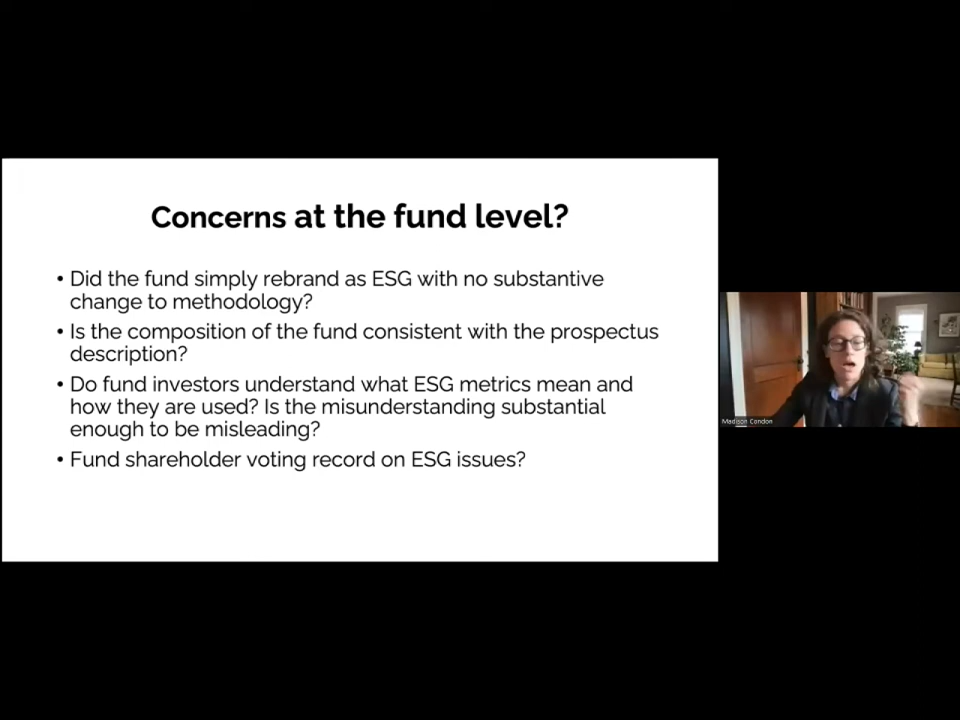 Concerns at the fund level?
• Did the fund simply rebrand as ESG with no substantive
change to methodology?
• Is the composition of the fund consistent with the prospectus
description?
• Do fund investors understand what ESG metrics mean and
how they are used? Is the misunderstanding substantial
enough to be misleading?
• Fund shareholder voting record on ESG issues?
Madison Condon